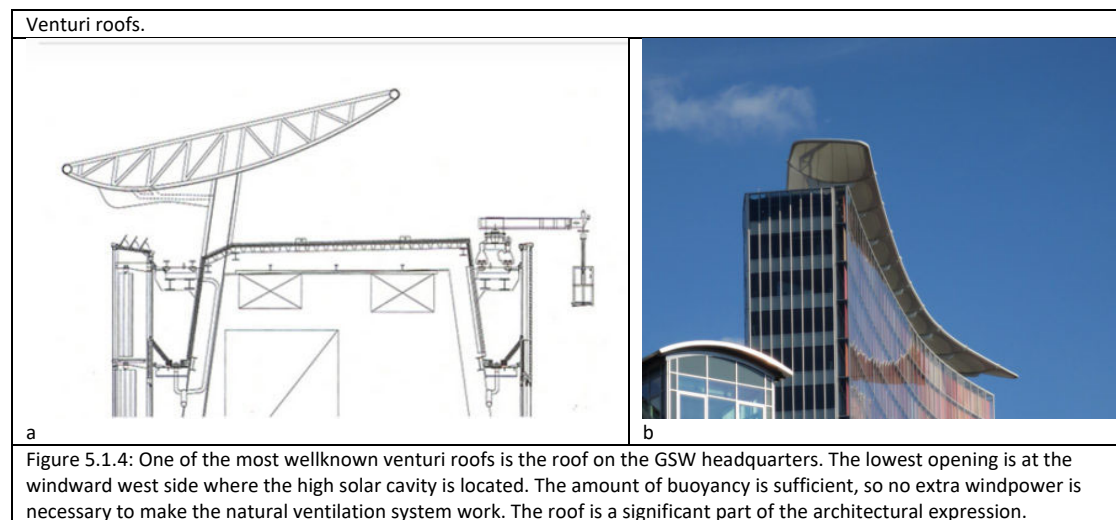 Venturi roofs.
a
b
Figure 5.1.4: One of the most wellknown venturi roofs is the roof on the GSW headquarters. The lowest opening is at the
windward west side where the high solar cavity is located. The amount of buoyancy is sufficient, so no extra windpower is
necessary to make the natural ventilation system work. The roof is a significant part of the architectural expression.